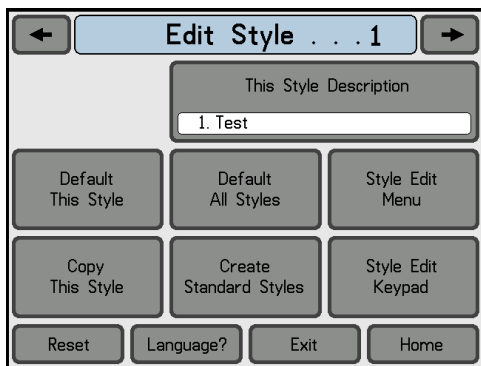 Edit Style . . . 1
This Style Description
1. Test
Default
This Style
Default
All Styles
Style Edit
Menu
Copy
This Style
Create
Standard Styles
Style Edit
Keypad
Reset
Language?
Exit
Home